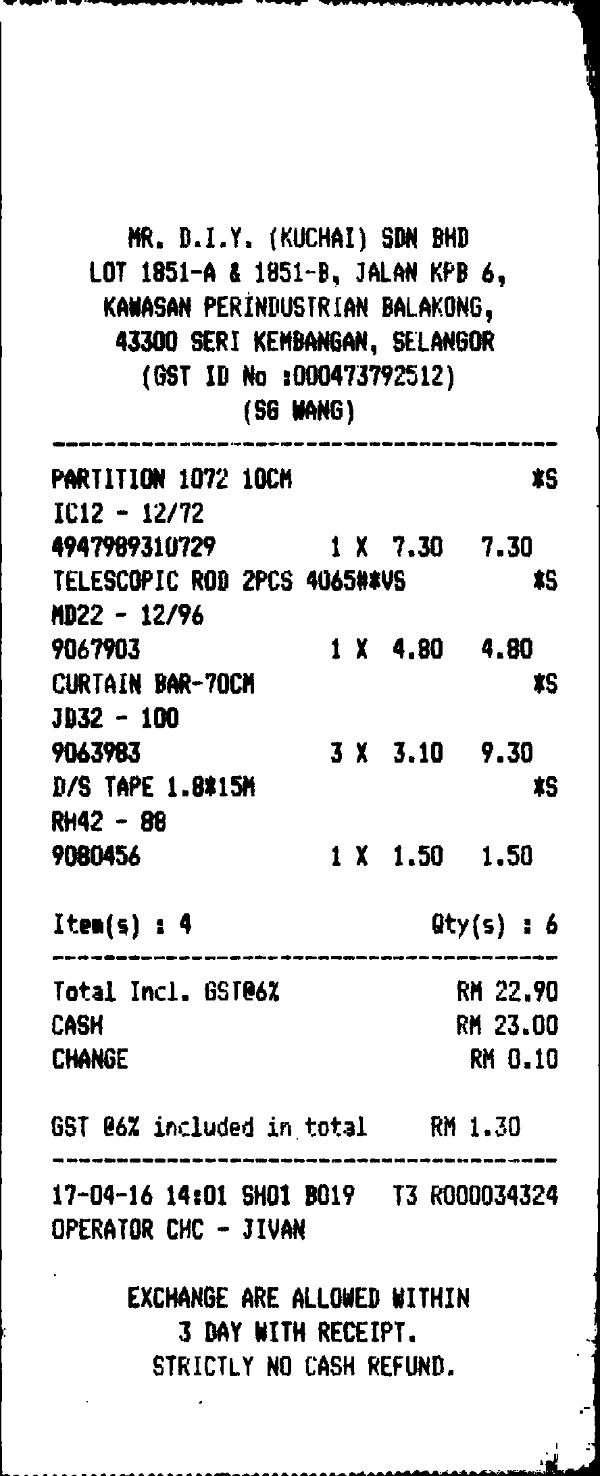 MR. D.I.Y. (KUCHAI) SDN BHD
LOT 1851-A & 1851-B, JALAN KPB 6,
KAWASAN PERINDUSTRIAN BALAKONG,
43300 SERI KEMBANGAN, SELANGOR
(GST ID No :000473792512)
(SG WANG)
PARTITION 1072 10CM *S
IC12 - 12/72
4947989310729 1 X 7.30 7.30
TELESCOPIC ROD 2PCS 4065#*VS *S
MD22 - 12/96
9067903 1 X 4.80 4.80
CURTAIN BAR-70CM *S
JD32 - 100
9063983 3 X 3.10 9.30
D/S TAPE 1.8*15M *S
RH42 - 88
9080456 1 X 1.50 1.50
Item(s) : 4 Qty(s) : 6
Total Incl. GST@6% RM 22.90
CASH RM 23.00
CHANGE RM 0.10
GST @6% included in total RM 1.30
17-04-16 14:01 SH01 B019 T3 R000034324
OPERATOR CHC - JIVAN
EXCHANGE ARE ALLOWED WITHIN
3 DAY WITH RECEIPT.
STRICTLY NO CASH REFUND.